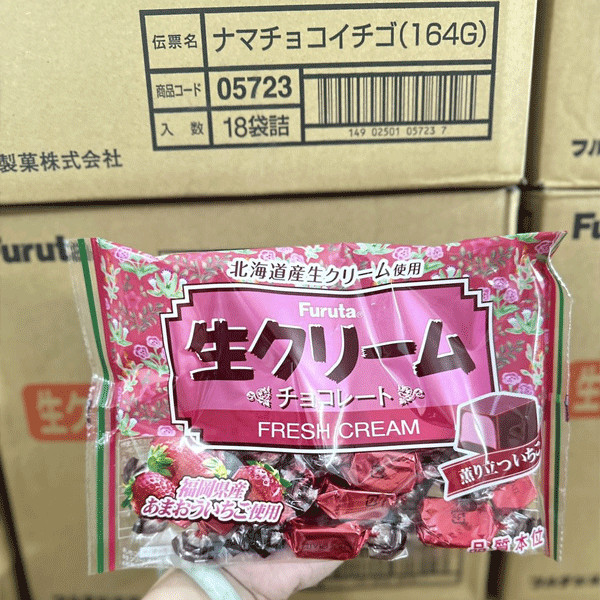 伝票名 ナマチョコイチゴ(164G)
商品コード 05723
入数 18袋詰
149 02501 05723 7
製菓株式会社
フル
Furuta
生ク
北海道産生クリーム使用
Furuta
生クリーム
チョコレート
FRESH CREAM
薫り立ついちご
福岡県産
あまおういちご使用
品質本位